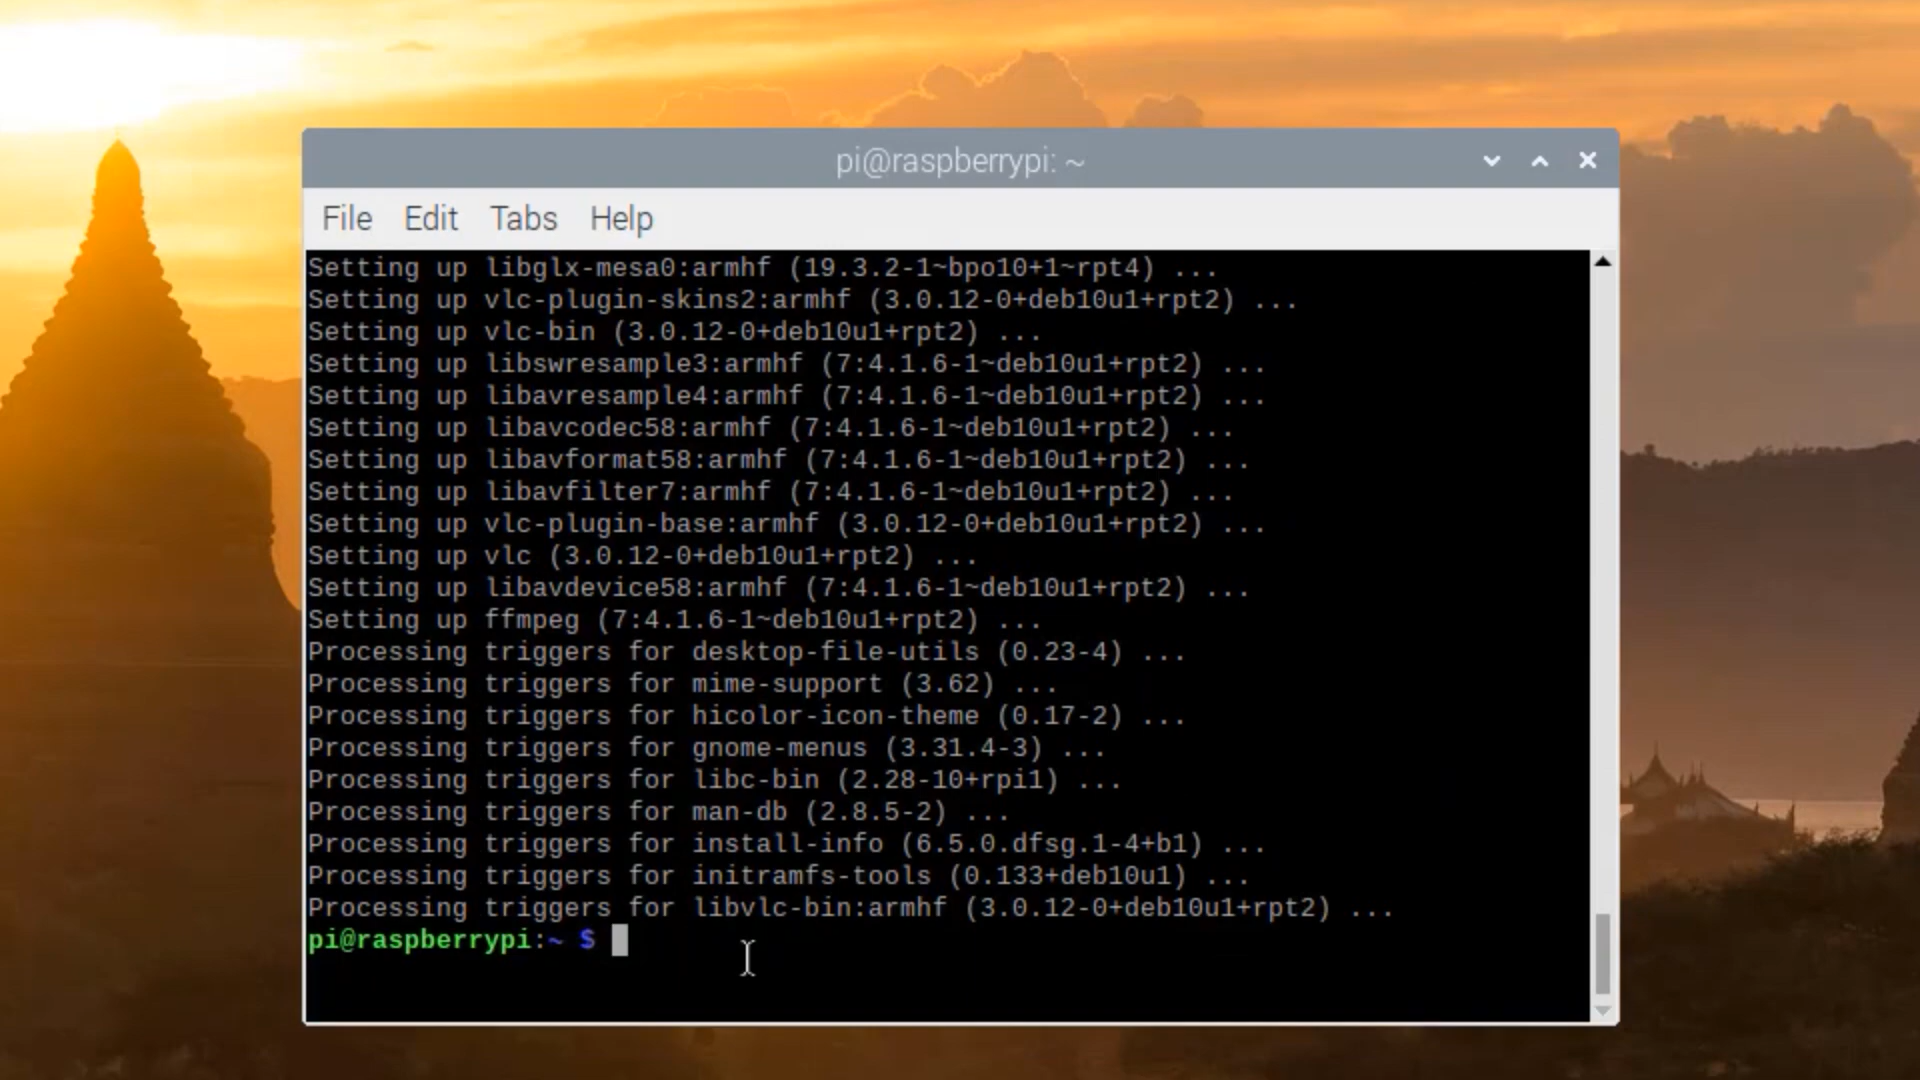 pi@raspberrypi: ~
File Edit Tabs Help
Setting up libglx-mesa0:armhf (19.3.2-1~bpo10+1~rpt4) ...
Setting up vlc-plugin-skins2:armhf (3.0.12-0+deb10u1+rpt2) ...
Setting up vlc-bin (3.0.12-0+deb10u1+rpt2) ...
Setting up libswresample3:armhf (7:4.1.6-1~deb10u1+rpt2) ...
Setting up libavresample4:armhf (7:4.1.6-1~deb10u1+rpt2) ...
Setting up libavcodec58:armhf (7:4.1.6-1~deb10u1+rpt2) ...
Setting up libavformat58:armhf (7:4.1.6-1~deb10u1+rpt2) ...
Setting up libavfilter7:armhf (7:4.1.6-1~deb10u1+rpt2) ...
Setting up vlc-plugin-base:armhf (3.0.12-0+deb10u1+rpt2) ...
Setting up vlc (3.0.12-0+deb10u1+rpt2) ...
Setting up libavdevice58:armhf (7:4.1.6-1~deb10u1+rpt2) ...
Setting up ffmpeg (7:4.1.6-1~deb10u1+rpt2) ...
Processing triggers for desktop-file-utils (0.23-4) ...
Processing triggers for mime-support (3.62) ...
Processing triggers for hicolor-icon-theme (0.17-2) ...
Processing triggers for gnome-menus (3.31.4-3) ...
Processing triggers for libc-bin (2.28-10+rpi1) ...
Processing triggers for man-db (2.8.5-2) ...
Processing triggers for install-info (6.5.0.dfsg.1-4+b1) ...
Processing triggers for initramfs-tools (0.133+deb10u1) ...
Processing triggers for libvlc-bin:armhf (3.0.12-0+deb10u1+rpt2) ...
pi@raspberrypi:~ $